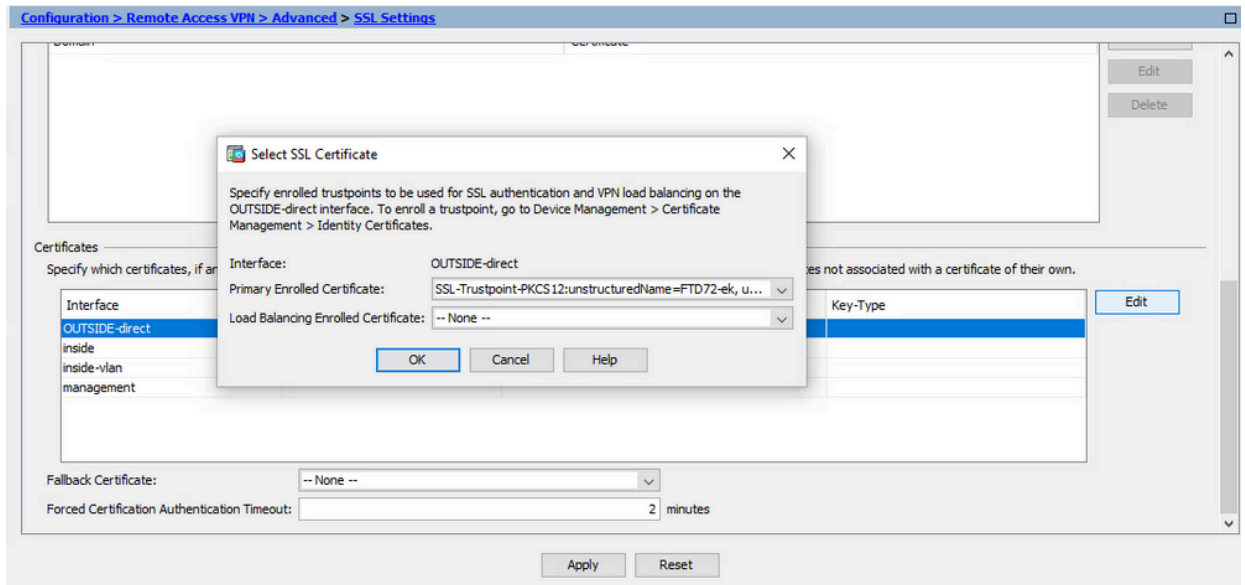 Configuration > Remote Access VPN > Advanced > SSL Settings
Edit
Delete
Select SSL Certificate
Specify enrolled trustpoints to be used for SSL authentication and VPN load balancing on the
OUTSIDE-direct interface. To enroll a trustpoint, go to Device Management > Certificate
Management > Identity Certificates.
Interface: OUTSIDE-direct
Primary Enrolled Certificate: SSL-Trustpoint-PKCS12:unstructuredName=FTD72-ek, u...
Load Balancing Enrolled Certificate: -- None --
OK Cancel Help
Certificates
Specify which certificates, if not associated with a certificate of their own.
Interface Key-Type Edit
OUTSIDE-direct
inside
inside-vlan
management
Fallback Certificate: -- None --
Forced Certification Authentication Timeout: 2 minutes
Apply Reset